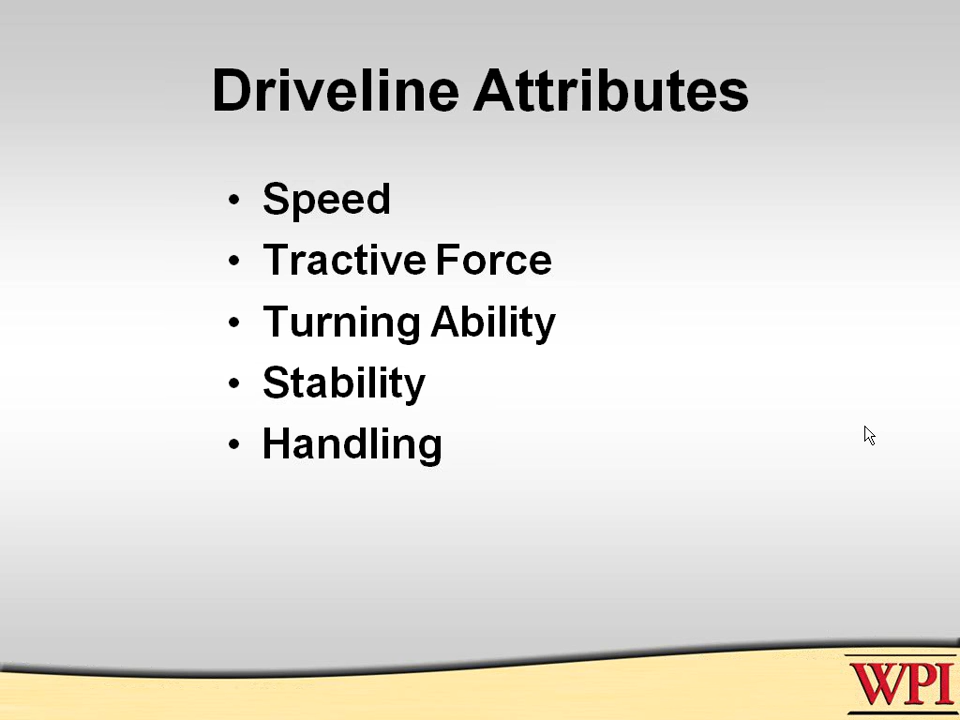 Driveline Attributes
• Speed
• Tractive Force
• Turning Ability
• Stability
• Handling
WPI